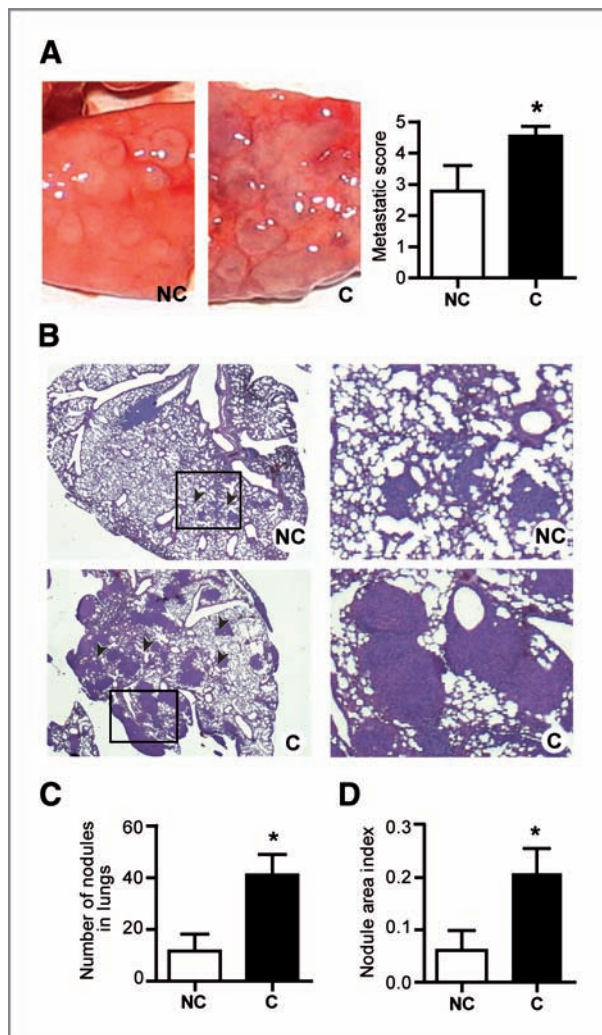 A
NC
C
Metastatic score
5
4
3
2
1
0
*
NC
C
B
NC
NC
C
C
C
Number of nodules
in lungs
60
40
20
0
*
NC
C
D
Nodule area index
0.3
0.2
0.1
0.0
*
NC
C